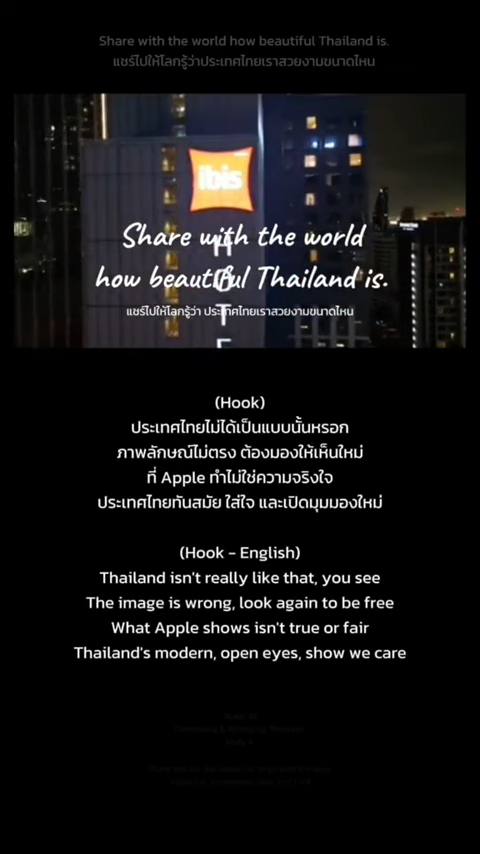 Share with the world how beautiful Thailand is.
แชร์ไปให้โลกรู้ว่าประเทศไทยเราสวยงามขนาดไหน
ibis
HOTE
Share with the world
how beautiful Thailand is.
แชร์ไปให้โลกรู้ว่า ประเทศไทยเราสวยงามขนาดไหน
(Hook)
ประเทศไทยไม่ได้เป็นแบบนั้นหรอก
ภาพลักษณ์ไม่ตรง ต้องมองให้เห็นใหม่
ที่ Apple ทำไม่ใช่ความจริงใจ
ประเทศไทยทันสมัย ใส่ใจ และเปิดมุมมองใหม่
(Hook - English)
Thailand isn't really like that, you see
The image is wrong, look again to be free
What Apple shows isn't true or fair
Thailand's modern, open eyes, show we care